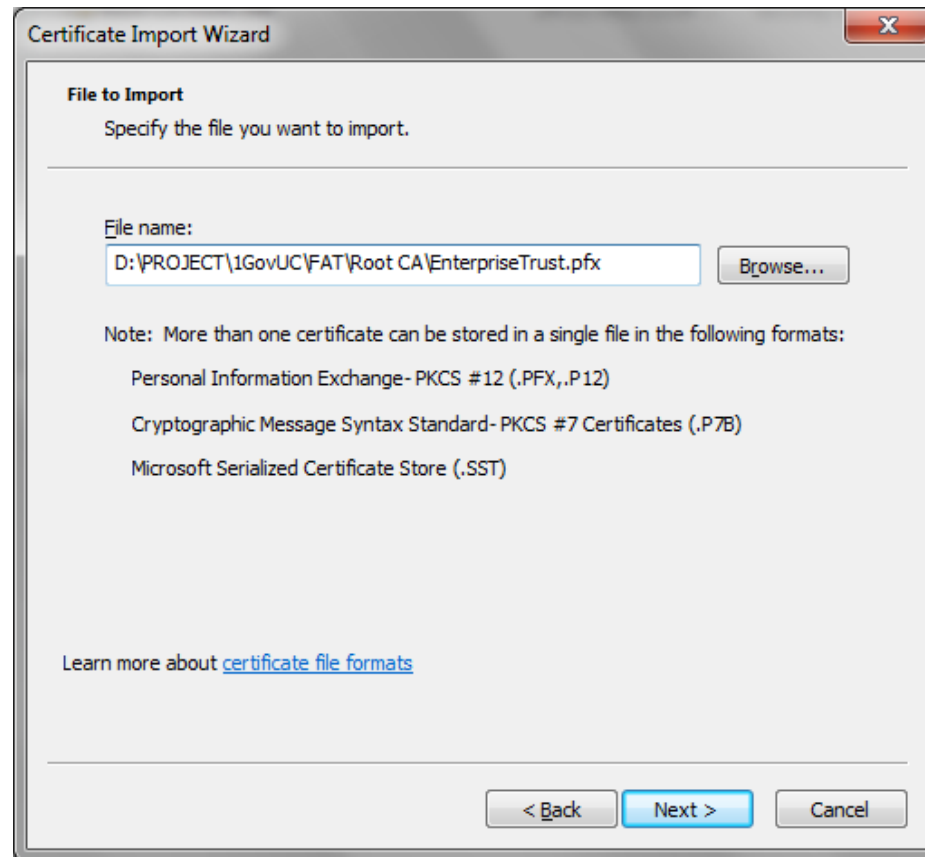 Certificate Import Wizard
File to Import
Specify the file you want to import.
File name:
D:\PROJECT\1GovUC\FAT\Root CA\EnterpriseTrust.pfx
Browse...
Note: More than one certificate can be stored in a single file in the following formats:
Personal Information Exchange- PKCS #12 (.PFX,.P12)
Cryptographic Message Syntax Standard- PKCS #7 Certificates (.P7B)
Microsoft Serialized Certificate Store (.SST)
Learn more about certificate file formats
< Back
Next >
Cancel